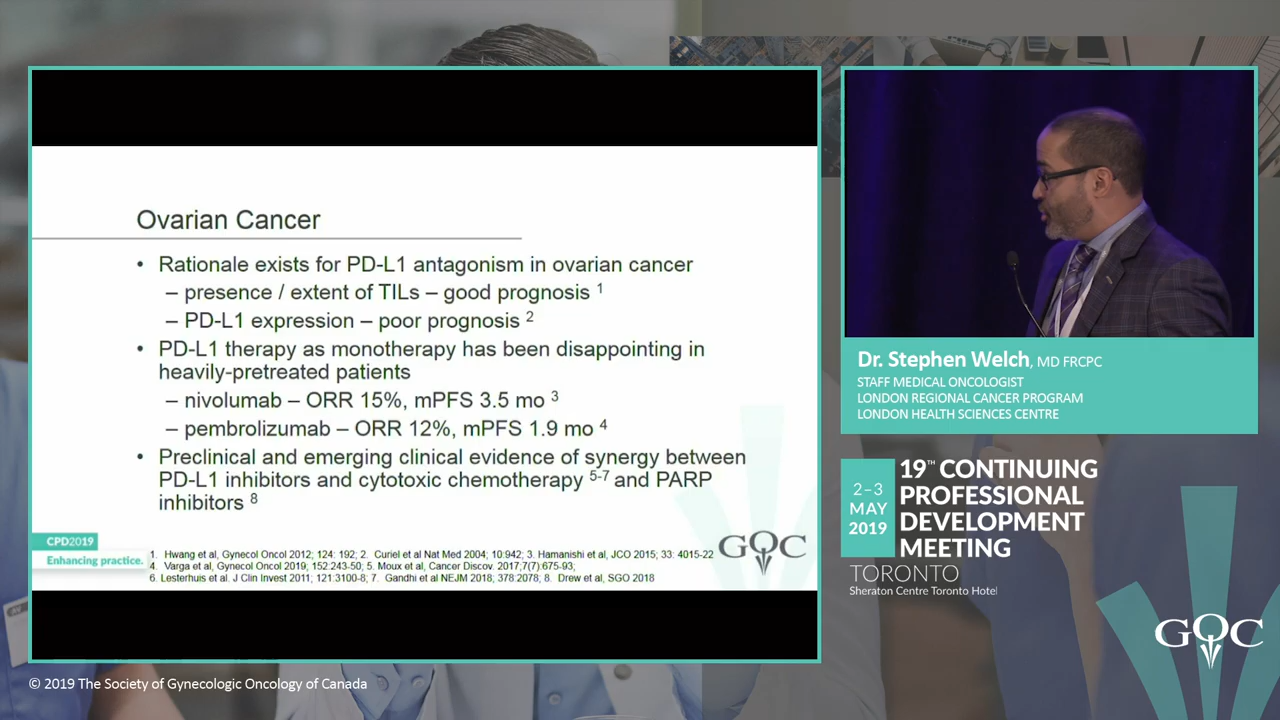 Ovarian Cancer
• Rationale exists for PD-L1 antagonism in ovarian cancer
– presence / extent of TILs – good prognosis 1
– PD-L1 expression – poor prognosis 2
• PD-L1 therapy as monotherapy has been disappointing in
heavily-pretreated patients
– nivolumab – ORR 15%, mPFS 3.5 mo 3
– pembrolizumab – ORR 12%, mPFS 1.9 mo 4
• Preclinical and emerging clinical evidence of synergy between
PD-L1 inhibitors and cytotoxic chemotherapy 5-7 and PARP
inhibitors 8
CPD2019
Enhancing practice.
1. Hwang et al, Gynecol Oncol 2012; 124: 192; 2. Curiel et al Nat Med 2004; 10:942; 3. Hamanishi et al, JCO 2015; 33: 4015-22
4. Varga et al, Gynecol Oncol 2019; 152:243-50; 5. Moux et al, Cancer Discov. 2017;7(7):675-93;
6. Lesterhuis et al. J Clin Invest 2011; 121:3100-8; 7. Gandhi et al NEJM 2018; 378:2078, 8. Drew et al, SGO 2018
GOC
Dr. Stephen Welch, MD FRCPC
STAFF MEDICAL ONCOLOGIST
LONDON REGIONAL CANCER PROGRAM
LONDON HEALTH SCIENCES CENTRE
2–3
MAY
2019
19TH CONTINUING
PROFESSIONAL
DEVELOPMENT
MEETING
TORONTO
Sheraton Centre Toronto Hotel
GOC
© 2019 The Society of Gynecologic Oncology of Canada